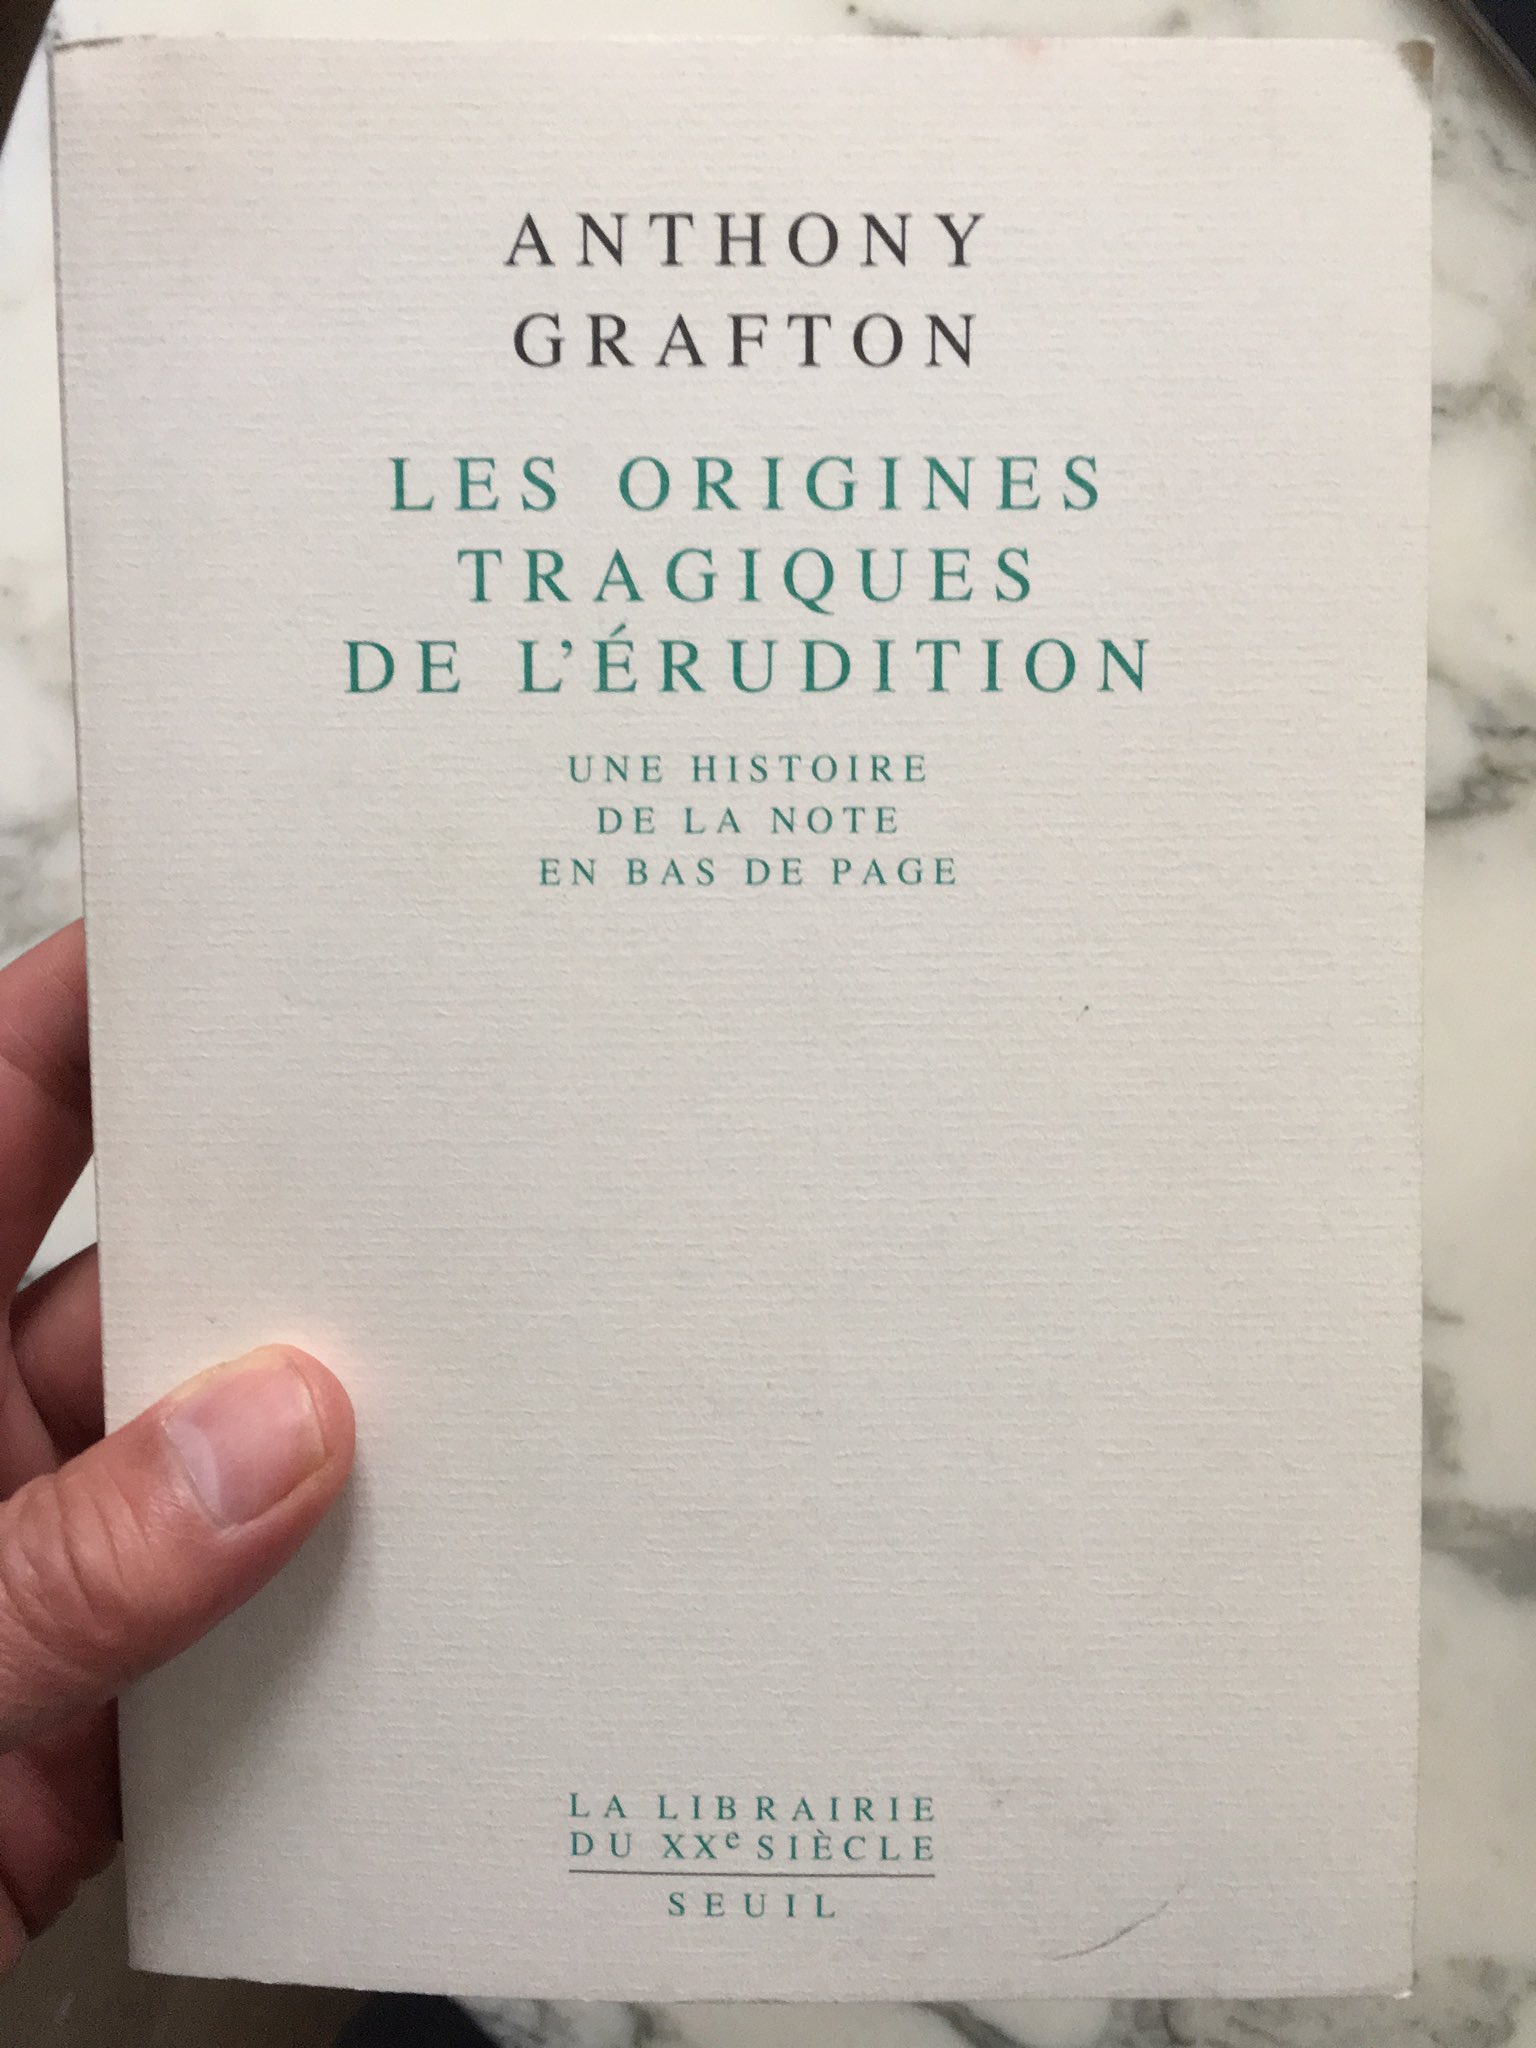 ANTHONY
GRAFTON
LES ORIGINES
TRAGIQUES
DE L’ÉRUDITION
UNE HISTOIRE
DE LA NOTE
EN BAS DE PAGE
LA LIBRAIRIE
DU XXe SIÈCLE
SEUIL